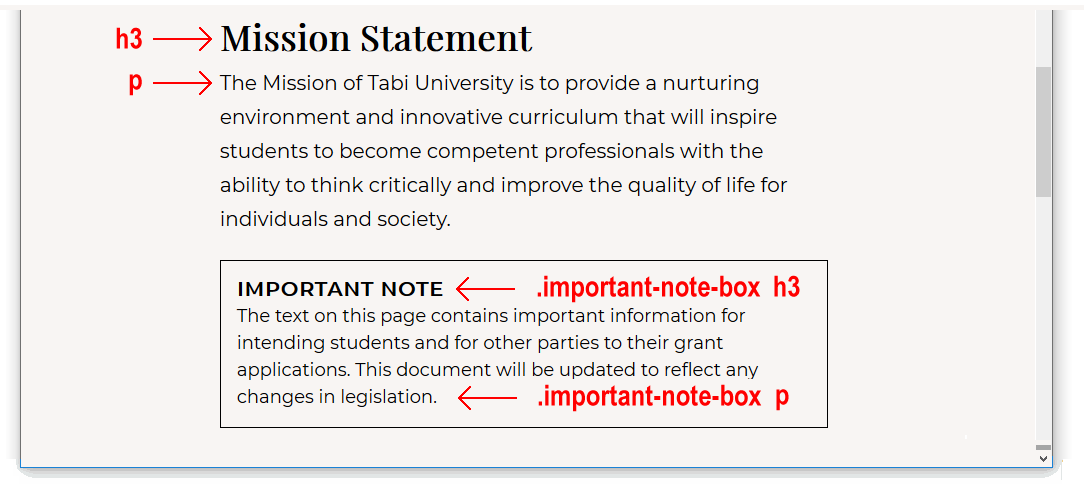 h3 Mission Statement
p The Mission of Tabi University is to provide a nurturing
environment and innovative curriculum that will inspire
students to become competent professionals with the
ability to think critically and improve the quality of life for
individuals and society.
IMPORTANT NOTE .important-note-box h3
The text on this page contains important information for
intending students and for other parties to their grant
applications. This document will be updated to reflect any
changes in legislation. .important-note-box p